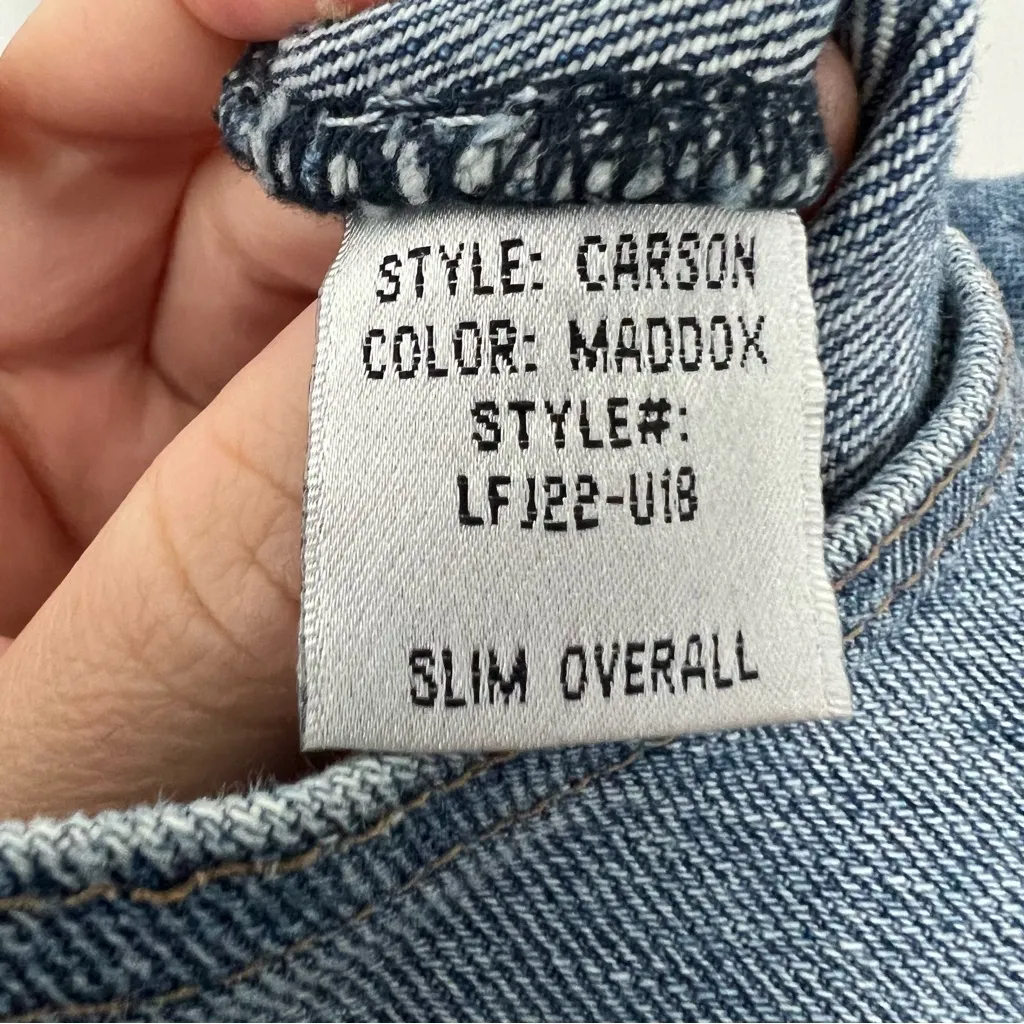 STYLE: CARSON
COLOR: MADDOX
STYLE#:
LFJ22-U18
SLIM OVERALL